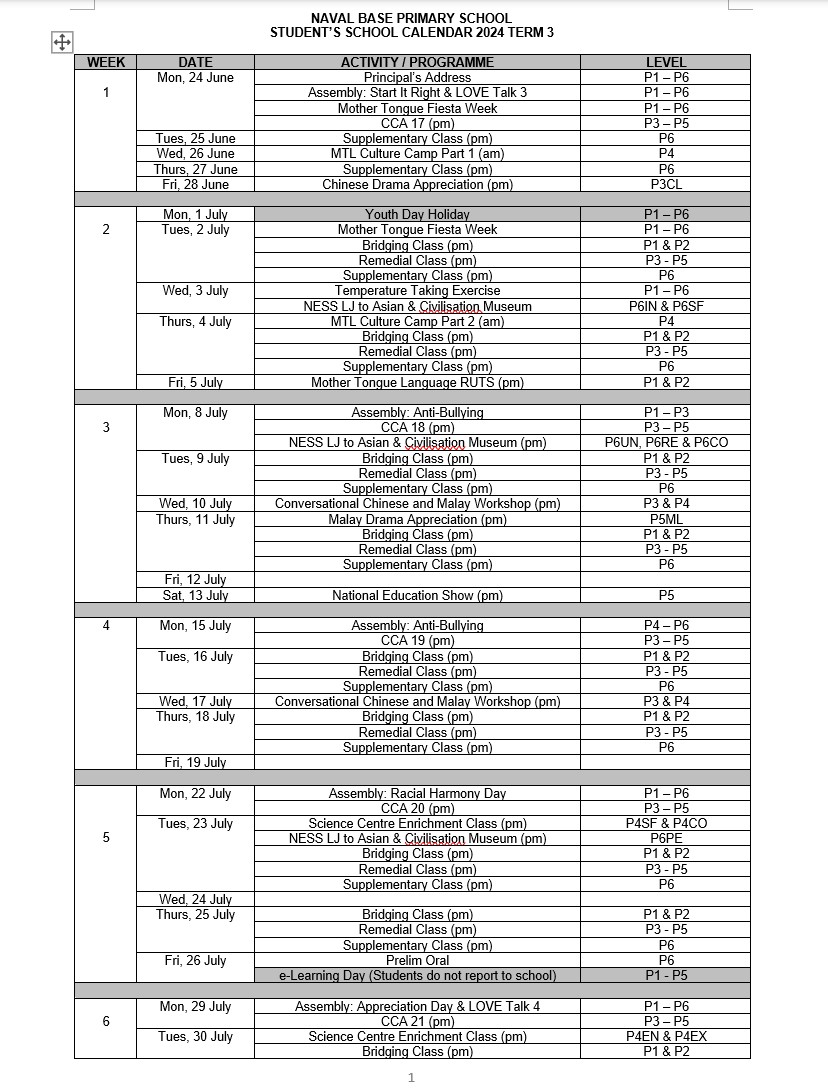 NAVAL BASE PRIMARY SCHOOL
STUDENT'S SCHOOL CALENDAR 2024 TERM 3
WEEK DATE ACTIVITY / PROGRAMME LEVEL
Mon, 24 June Principal's Address P1 – P6
1 Assembly: Start It Right & LOVE Talk 3 P1 – P6
Mother Tongue Fiesta Week P1 – P6
CCA 17 (pm) P3 – P5
Tues, 25 June Supplementary Class (pm) P6
Wed, 26 June MTL Culture Camp Part 1 (am) P4
Thurs, 27 June Supplementary Class (pm) P6
Fri, 28 June Chinese Drama Appreciation (pm) P3CL
Mon, 1 July Youth Day Holiday P1 – P6
2 Tues, 2 July Mother Tongue Fiesta Week P1 – P6
Bridging Class (pm) P1 & P2
Remedial Class (pm) P3 - P5
Supplementary Class (pm) P6
Wed, 3 July Temperature Taking Exercise P1 – P6
NESS LJ to Asian & Civilisation Museum P6IN & P6SF
Thurs, 4 July MTL Culture Camp Part 2 (am) P4
Bridging Class (pm) P1 & P2
Remedial Class (pm) P3 - P5
Supplementary Class (pm) P6
Fri, 5 July Mother Tongue Language RUTS (pm) P1 & P2
Mon, 8 July Assembly: Anti-Bullying P1 – P3
3 CCA 18 (pm) P3 – P5
NESS LJ to Asian & Civilisation Museum (pm) P6UN, P6RE & P6CO
Tues, 9 July Bridging Class (pm) P1 & P2
Remedial Class (pm) P3 - P5
Supplementary Class (pm) P6
Wed, 10 July Conversational Chinese and Malay Workshop (pm) P3 & P4
Thurs, 11 July Malay Drama Appreciation (pm) P5ML
Bridging Class (pm) P1 & P2
Remedial Class (pm) P3 - P5
Supplementary Class (pm) P6
Fri, 12 July
Sat, 13 July National Education Show (pm) P5
4 Mon, 15 July Assembly: Anti-Bullying P4 – P6
CCA 19 (pm) P3 – P5
Tues, 16 July Bridging Class (pm) P1 & P2
Remedial Class (pm) P3 - P5
Supplementary Class (pm) P6
Wed, 17 July Conversational Chinese and Malay Workshop (pm) P3 & P4
Thurs, 18 July Bridging Class (pm) P1 & P2
Remedial Class (pm) P3 - P5
Supplementary Class (pm) P6
Fri, 19 July
Mon, 22 July Assembly: Racial Harmony Day P1 – P6
CCA 20 (pm) P3 – P5
Tues, 23 July Science Centre Enrichment Class (pm) P4SF & P4CO
5 NESS LJ to Asian & Civilisation Museum (pm) P6PE
Bridging Class (pm) P1 & P2
Remedial Class (pm) P3 - P5
Supplementary Class (pm) P6
Wed, 24 July
Thurs, 25 July Bridging Class (pm) P1 & P2
Remedial Class (pm) P3 - P5
Supplementary Class (pm) P6
Fri, 26 July Prelim Oral P6
e-Learning Day (Students do not report to school) P1 - P5
Mon, 29 July Assembly: Appreciation Day & LOVE Talk 4 P1 – P6
6 CCA 21 (pm) P3 – P5
Tues, 30 July Science Centre Enrichment Class (pm) P4EN & P4EX
Bridging Class (pm) P1 & P2
1